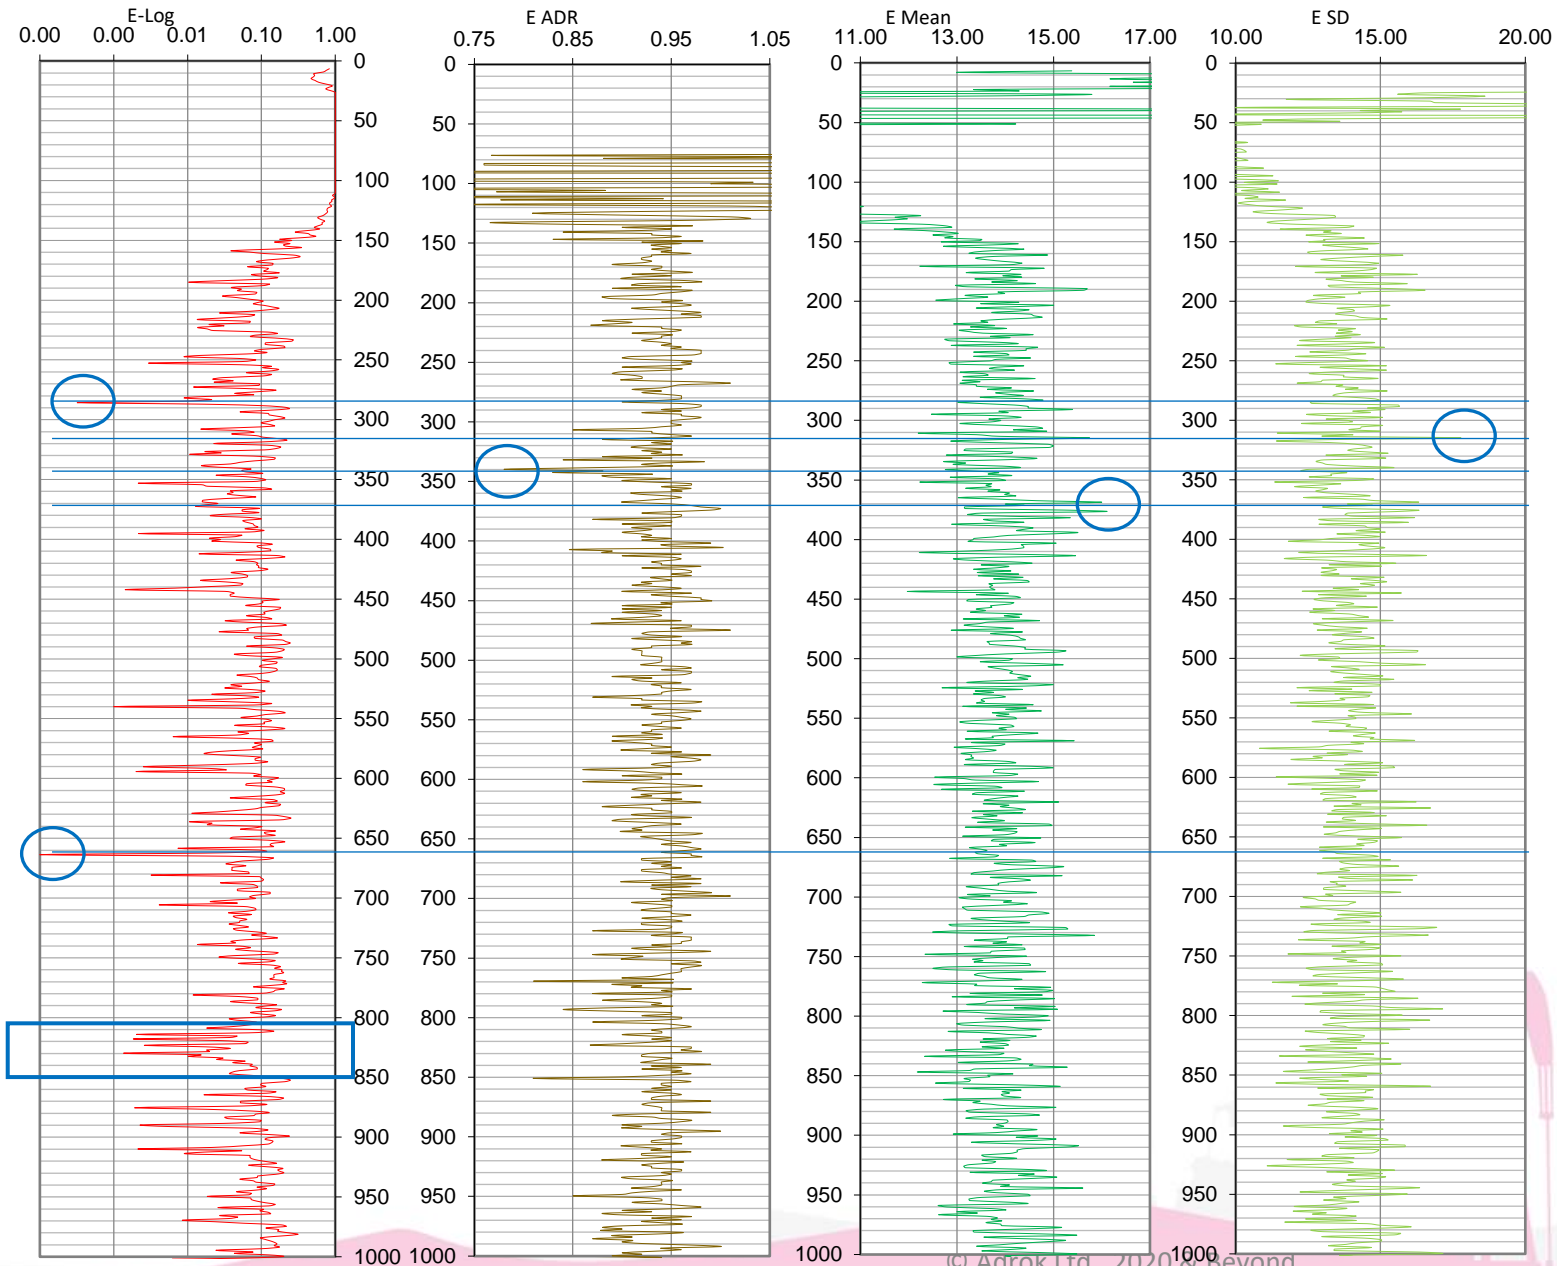 E-Log
E ADR
E Mean
E SD
0.00 0.00 0.01 0.10 1.00
0.75 0.85 0.95 1.05
11.00 13.00 15.00 17.00
10.00 15.00 20.00
0 0 0 0
50 50 50 50
100 100 100 100
150 150 150 150
200 200 200 200
250 250 250 250
300 300 300 300
350 350 350 350
400 400 400 400
450 450 450 450
500 500 500 500
550 550 550 550
600 600 600 600
650 650 650 650
700 700 700 700
750 750 750 750
800 800 800 800
850 850 850 850
900 900 900 900
950 950 950 950
1000 1000 1000 1000
© Adrok Ltd., 2020 & Beyond